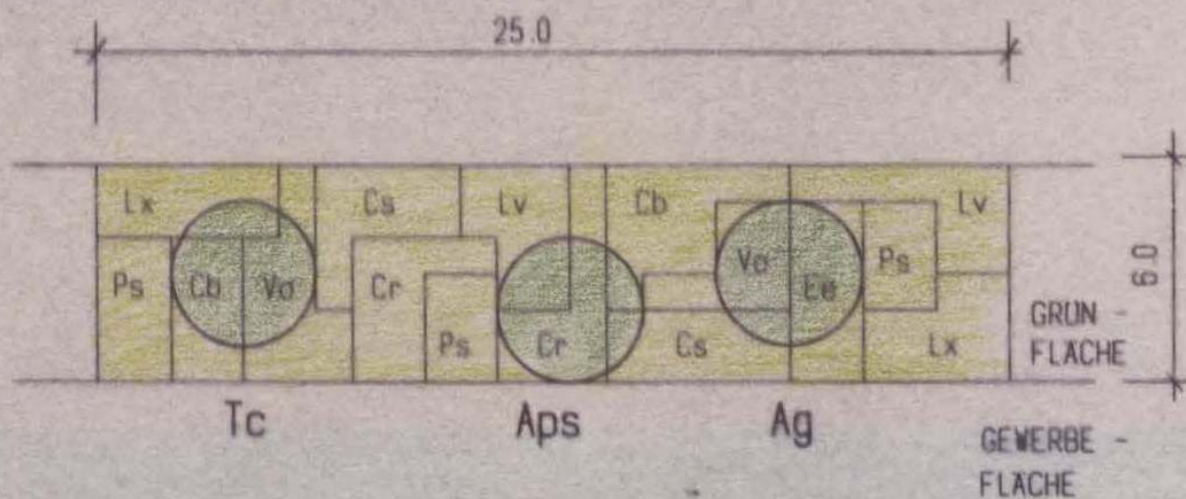 25.0
Lx Cs Lv Cb Lv
Ps Cb Vo Cr Vo Ee Ps
Ps Cr Cs Lx
6.0
GRÜN -
FLÄCHE
Tc Aps Ag
GEWERBE -
FLÄCHE